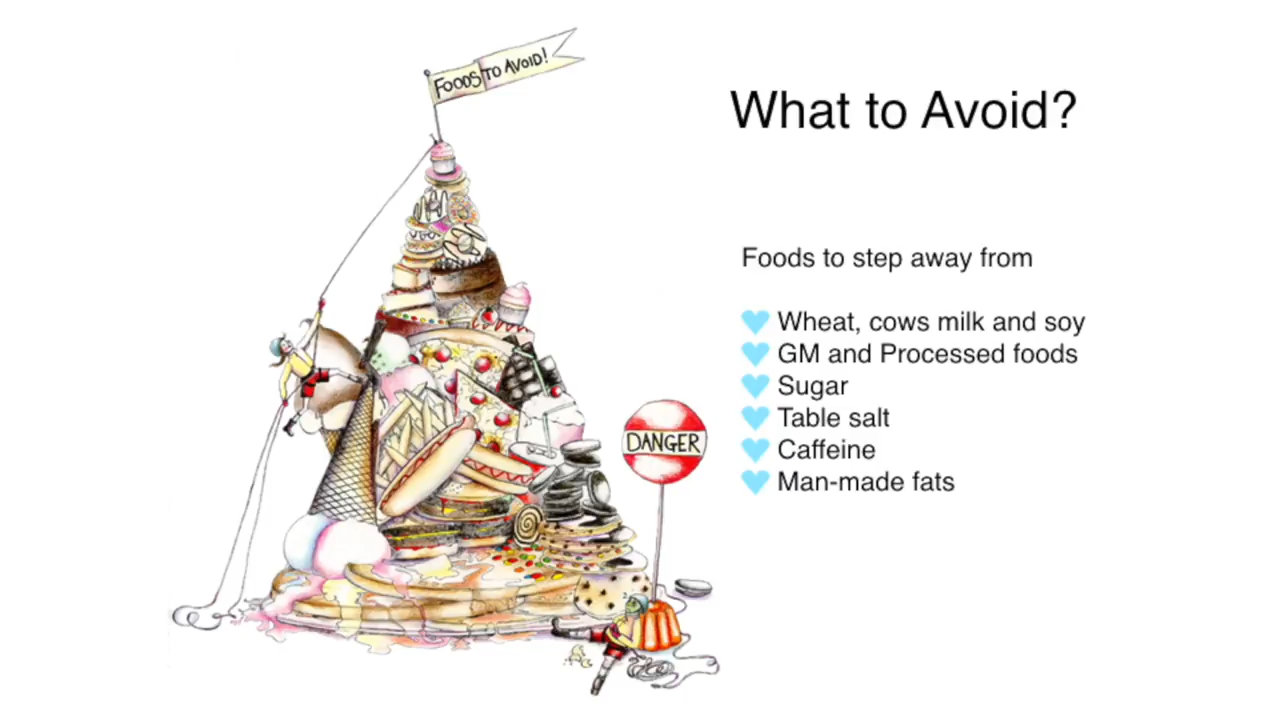 FOODS TO AVOID!
What to Avoid?
Foods to step away from
Wheat, cows milk and soy
GM and Processed foods
Sugar
Table salt
Caffeine
Man-made fats
DANGER